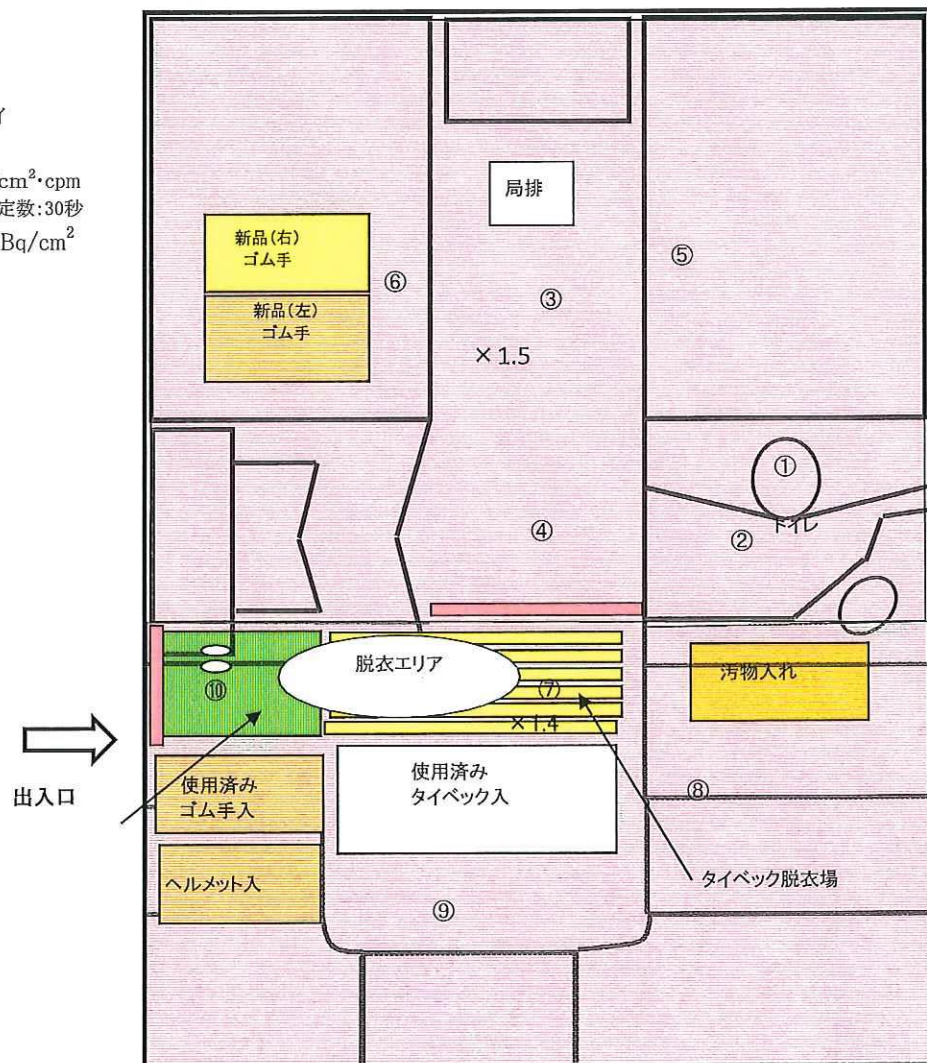 イ
cm²・cpm
定数:30秒
Bq/cm²
局排
新品(右)
ゴム手
⑥
⑤
③
新品(左)
ゴム手
×1.5
①
④
②
トイレ
脱衣エリア
汚物入れ
⑩
⑦
×1.4
出入口
使用済み
ゴム手入
使用済み
タイベック入
⑧
ヘルメット入
タイベック脱衣場
⑨